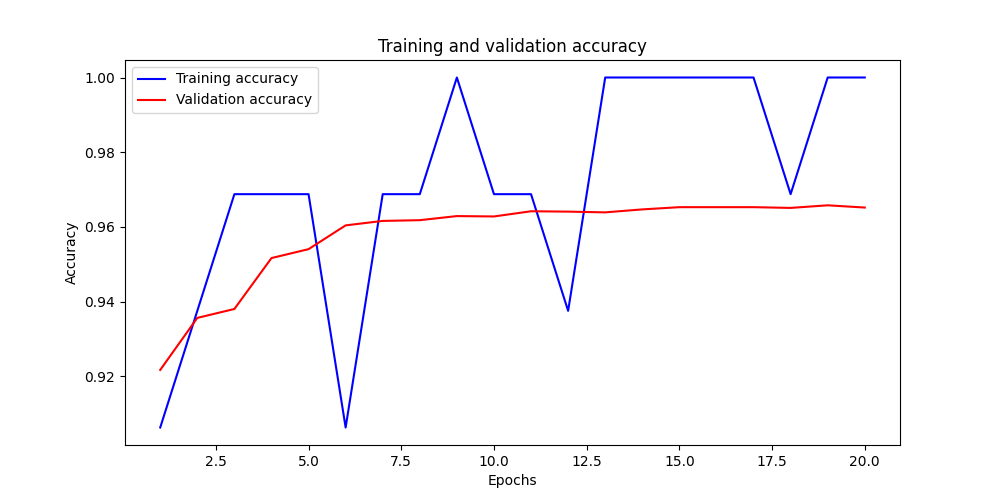 Training and validation accuracy
Training accuracy
Validation accuracy
1.00
0.98
0.96
0.94
0.92
Accuracy
2.5 5.0 7.5 10.0 12.5 15.0 17.5 20.0
Epochs